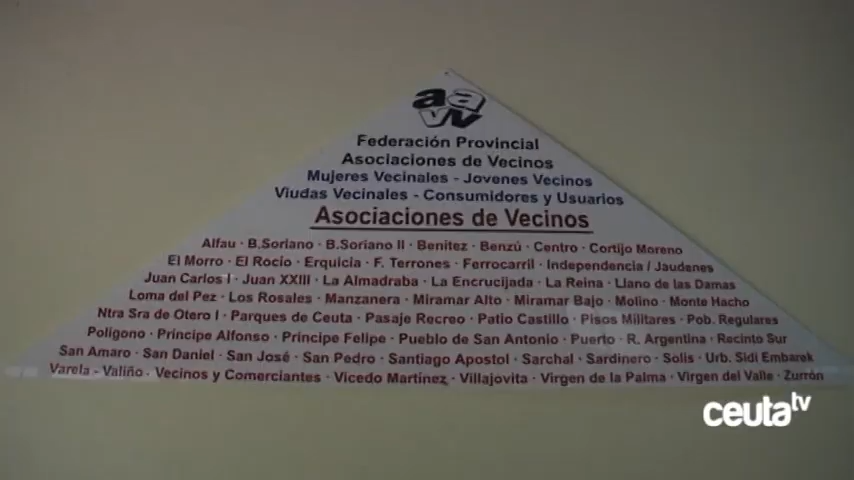 aavv
Federación Provincial
Asociaciones de Vecinos
Mujeres Vecinales - Jovenes Vecinos
Viudas Vecinales - Consumidores y Usuarios
Asociaciones de Vecinos
Alfau · B.Soriano · B.Soriano II · Benítez · Benzú · Centro · Cortijo Moreno
El Morro · El Rocío · Erquicia · F. Terrones · Ferrocarril · Independencia / Jaudenes
Juan Carlos I · Juan XXIII · La Almadraba · La Encrucijada · La Reina · Llano de las Damas
Loma del Pez · Los Rosales · Manzanera · Miramar Alto · Miramar Bajo · Molino · Monte Hacho
Ntra Sra de Otero I · Parques de Ceuta · Pasaje Recreo · Patio Castillo · Pisos Militares · Pob. Regulares
Polígono · Príncipe Alfonso · Príncipe Felipe · Pueblo de San Antonio · Puerto · R. Argentina · Recinto Sur
San Amaro · San Daniel · San José · San Pedro · Santiago Apostol · Sarchal · Sardinero · Solis · Urb. Sidi Embarek
Varela - Valiño · Vecinos y Comerciantes · Vicedo Martínez · Villajovita · Virgen de la Palma · Virgen del Valle · Zurrón
ceutatv